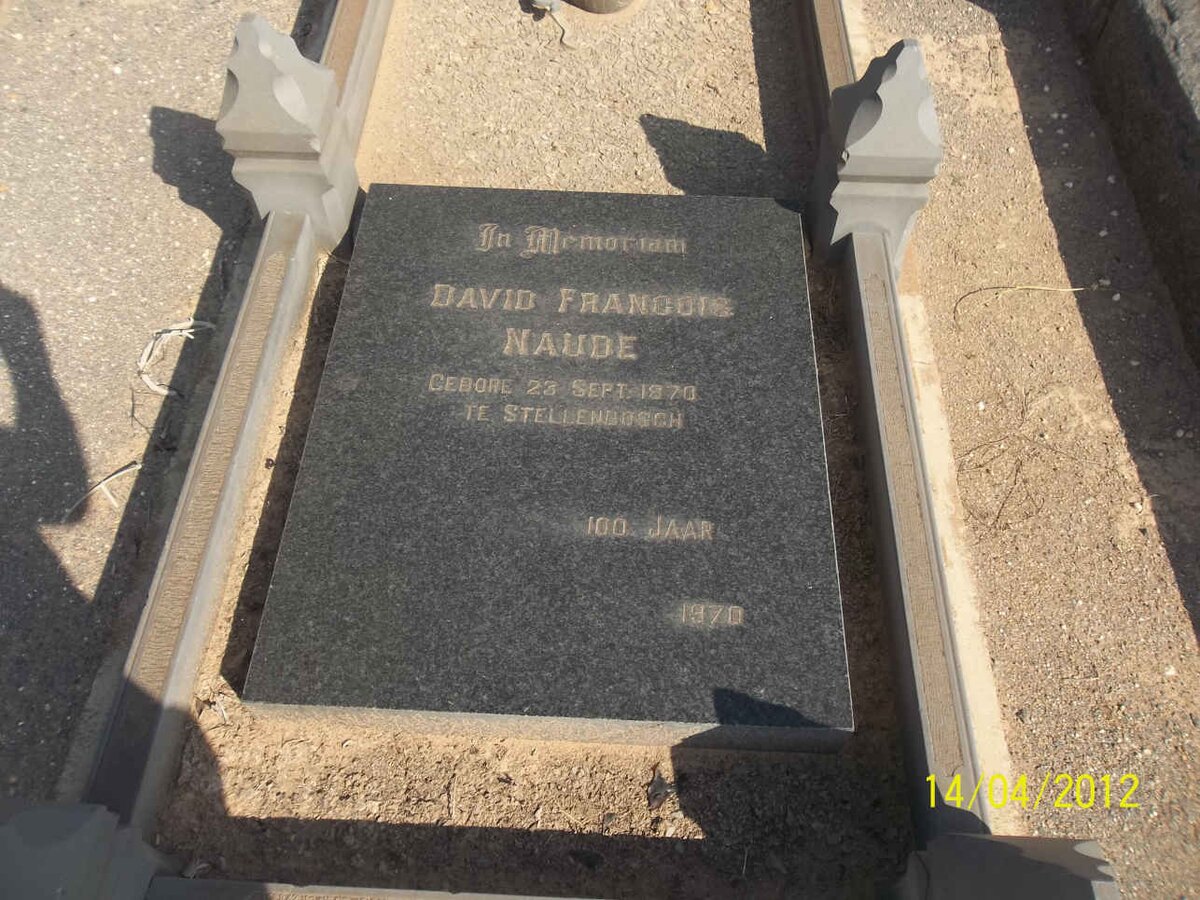 In Memoriam
DAVID FRANCOIS
NAUDE
GEBORE 23 SEPT. 1870
TE STELLENBOSCH
100 JAAR
1970
14/04/2012